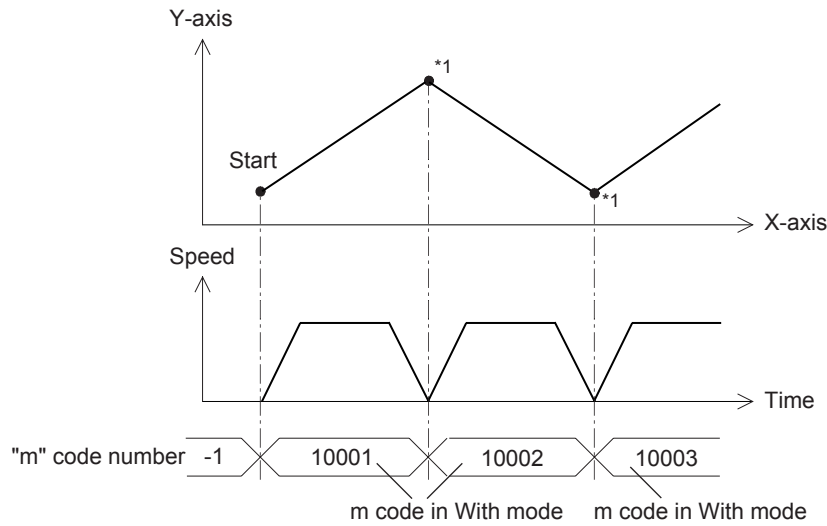 Y-axis
*1
Start
*1
X-axis
Speed
Time
"m" code number -1 10001 10002 10003
m code in With mode m code in With mode